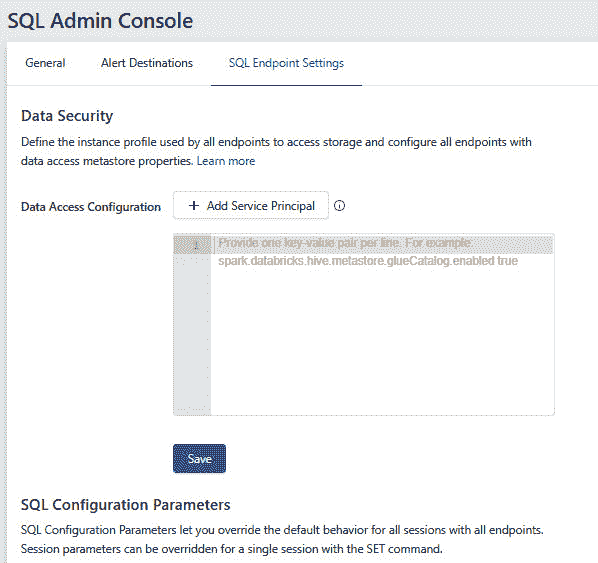 SQL Admin Console
General Alert Destinations SQL Endpoint Settings
Data Security
Define the instance profile used by all endpoints to access storage and configure all endpoints with
data access metastore properties. Learn more
Data Access Configuration + Add Service Principal
1 Provide one key-value pair per line. For example:
spark.databricks.hive.metastore.glueCatalog.enabled true
Save
SQL Configuration Parameters
SQL Configuration Parameters let you override the default behavior for all sessions with all endpoints.
Session parameters can be overridden for a single session with the SET command.